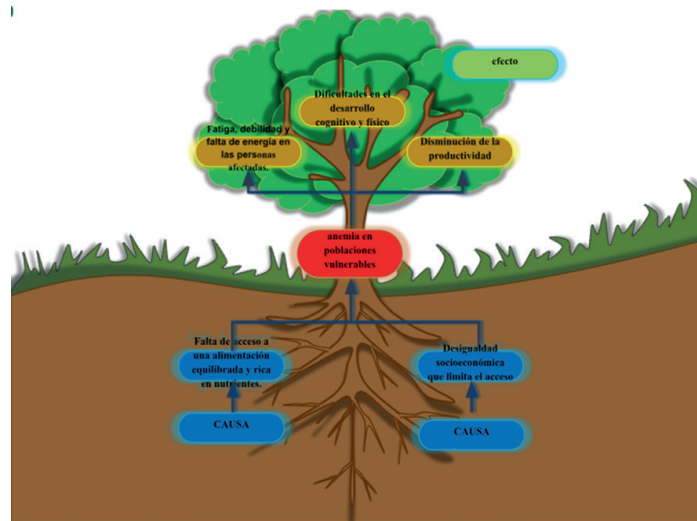 efecto
Dificultades en el
desarrollo
cognitivo y físico
Fatiga, debilidad y
falta de energía en
las personas
afectadas.
Disminución de la
productividad
anemia en
poblaciones
vulnerables
Falta de acceso a
una alimentación
equilibrada y rica
en nutrientes.
Desigualdad
socioeconómica
que limita el acceso
CAUSA
CAUSA